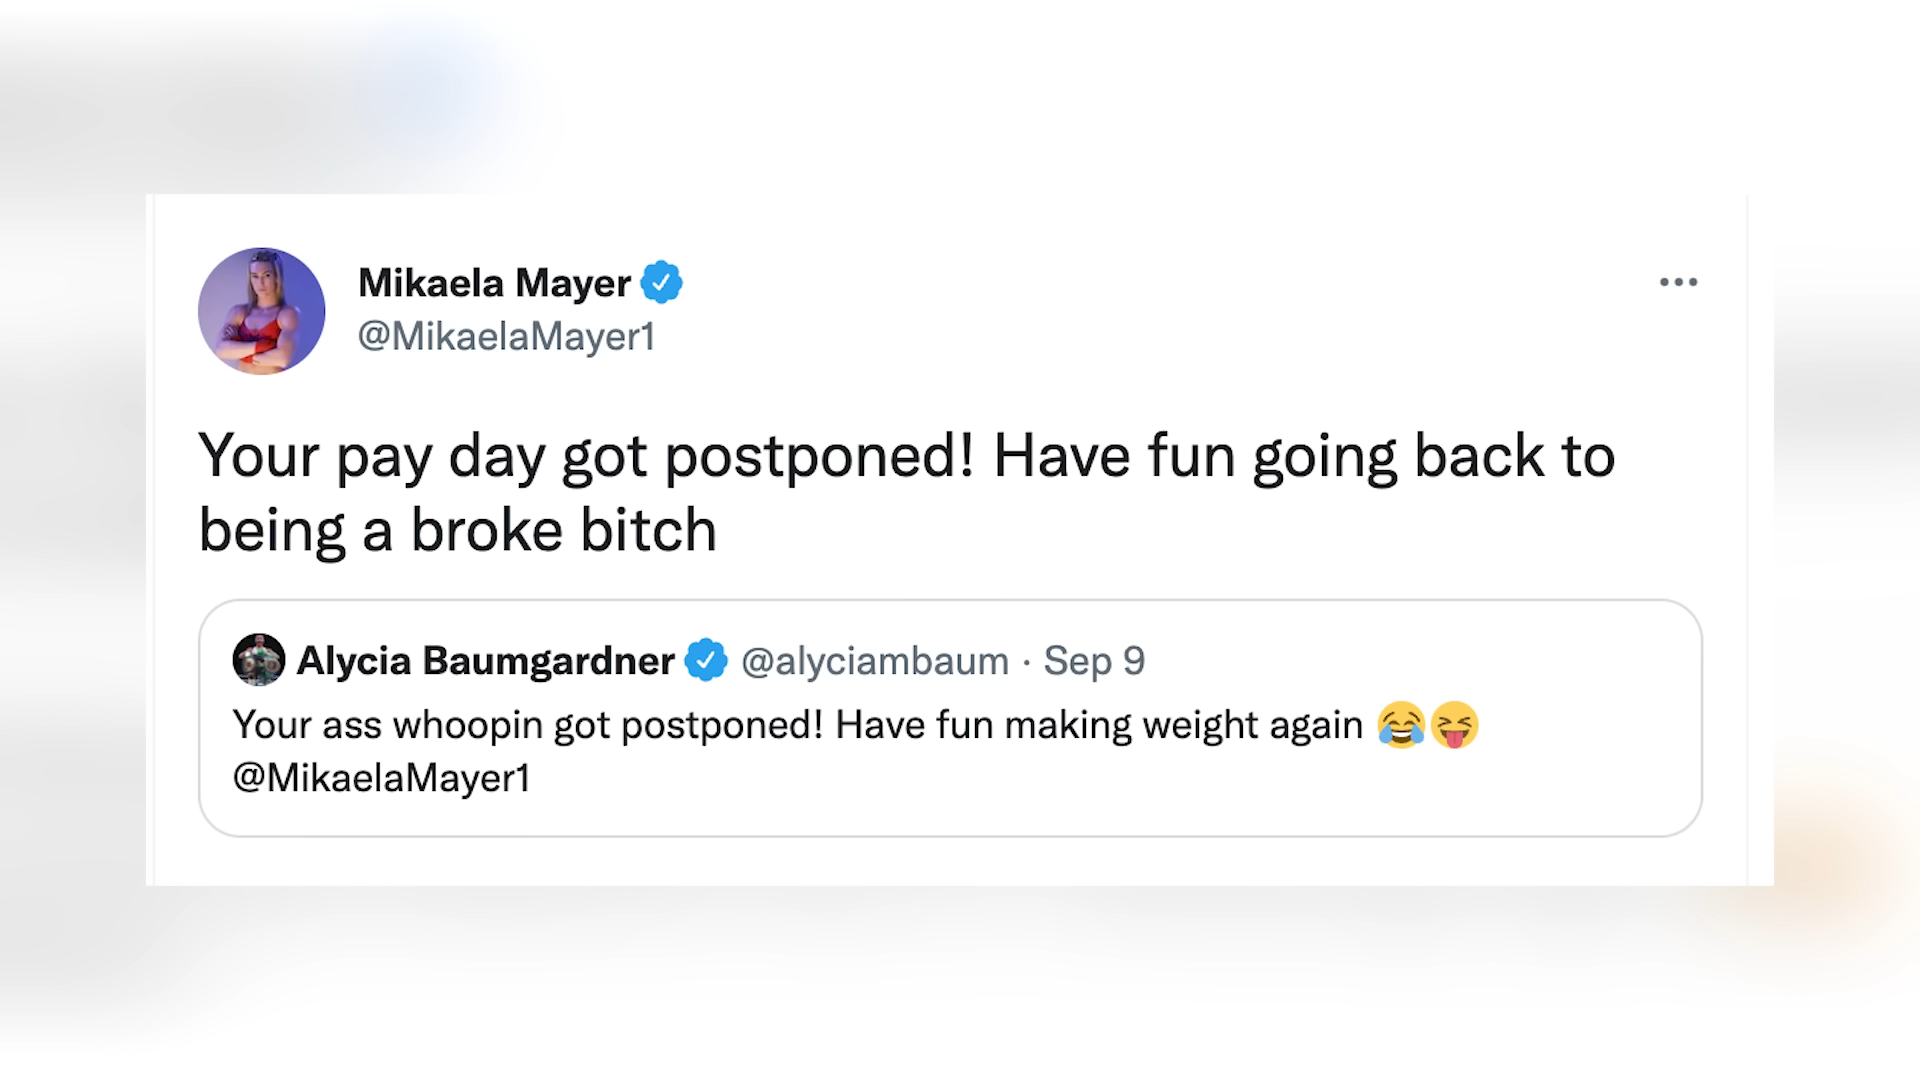 Mikaela Mayer
@MikaelaMayer1
Your pay day got postponed! Have fun going back to
being a broke bitch
Alycia Baumgardner @alyciambaum · Sep 9
Your ass whoopin got postponed! Have fun making weight again 😂😝
@MikaelaMayer1